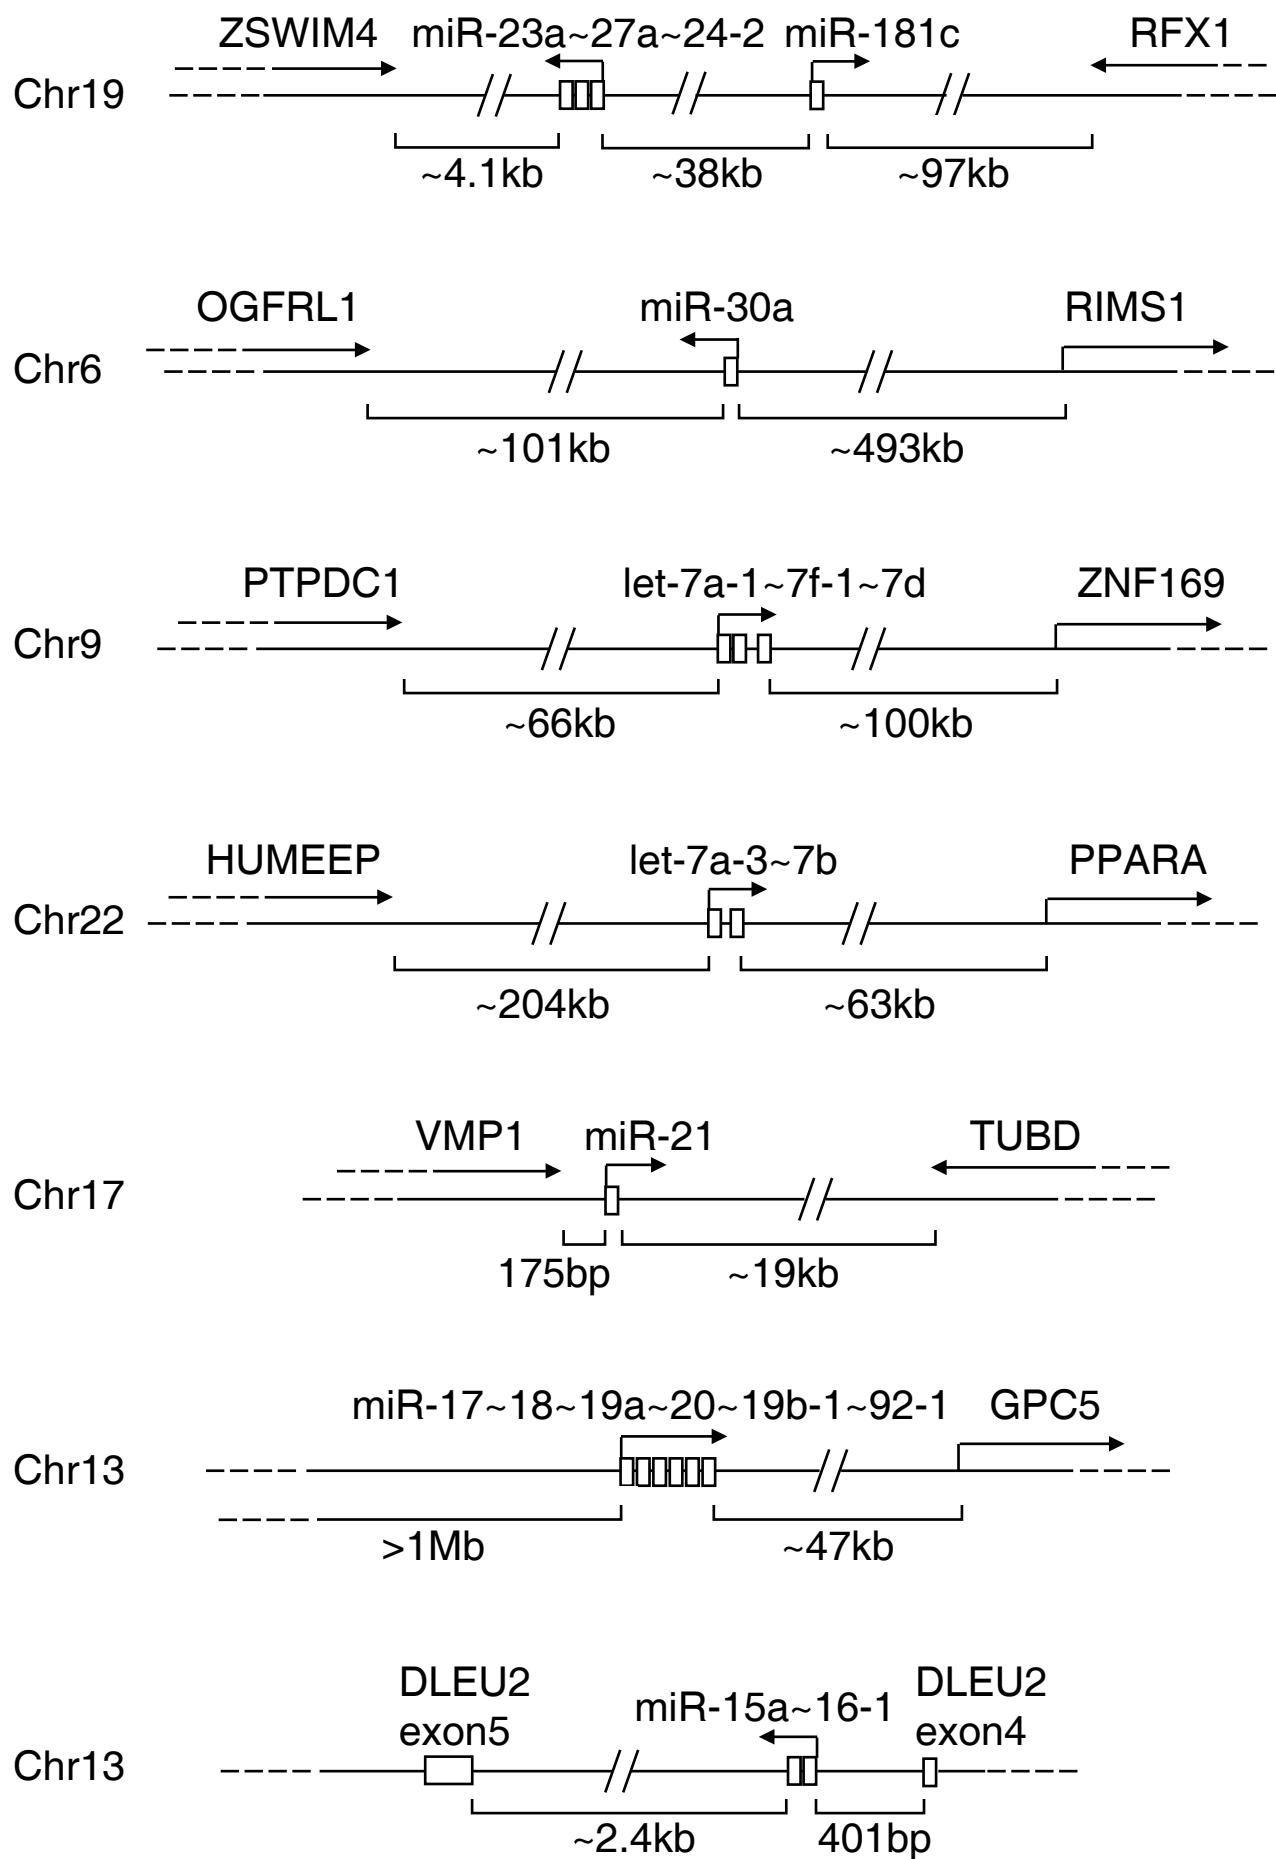 ZSWIM4 miR-23a~27a~24-2 miR-181c RFX1
Chr19
~4.1kb ~38kb ~97kb
OGFRL1 miR-30a RIMS1
Chr6
~101kb ~493kb
PTPDC1 let-7a-1~7f-1~7d ZNF169
Chr9
~66kb ~100kb
HUMEEP let-7a-3~7b PPARA
Chr22
~204kb ~63kb
VMP1 miR-21 TUBD
Chr17
175bp ~19kb
miR-17~18~19a~20~19b-1~92-1 GPC5
Chr13
>1Mb ~47kb
DLEU2 exon5 miR-15a~16-1 DLEU2 exon4
Chr13
~2.4kb 401bp